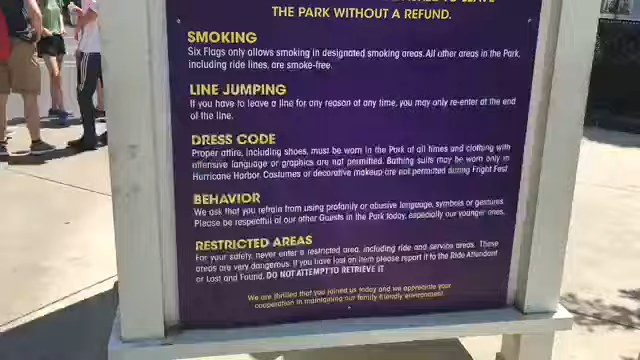 THE PARK WITHOUT A REFUND.
SMOKING
Six Flags only allows smoking in designated smoking areas. All other areas in the Park,
including ride lines, are smoke-free.
LINE JUMPING
If you have to leave a line for any reason at any time, you may only re-enter at the end
of the line.
DRESS CODE
Proper attire, including shoes, must be worn in the Park at all times and clothing with
offensive language or graphics are not permitted. Bathing suits may be worn only in
Hurricane Harbor. Costumes or decorative makeup are not permitted during Fright Fest
BEHAVIOR
We ask that you refrain from using profanity or abusive language, symbols or gestures.
Please be respectful of our other Guests in the Park today, especially our younger ones.
RESTRICTED AREAS
For your safety, never enter a restricted area, including ride and service areas. These
areas are very dangerous. If you have lost an item please report it to the Ride Attendant
or Lost and Found. DO NOT ATTEMPT TO RETRIEVE IT
We are thrilled that you joined us today and we appreciate your
cooperation in maintaining our family friendly environment.